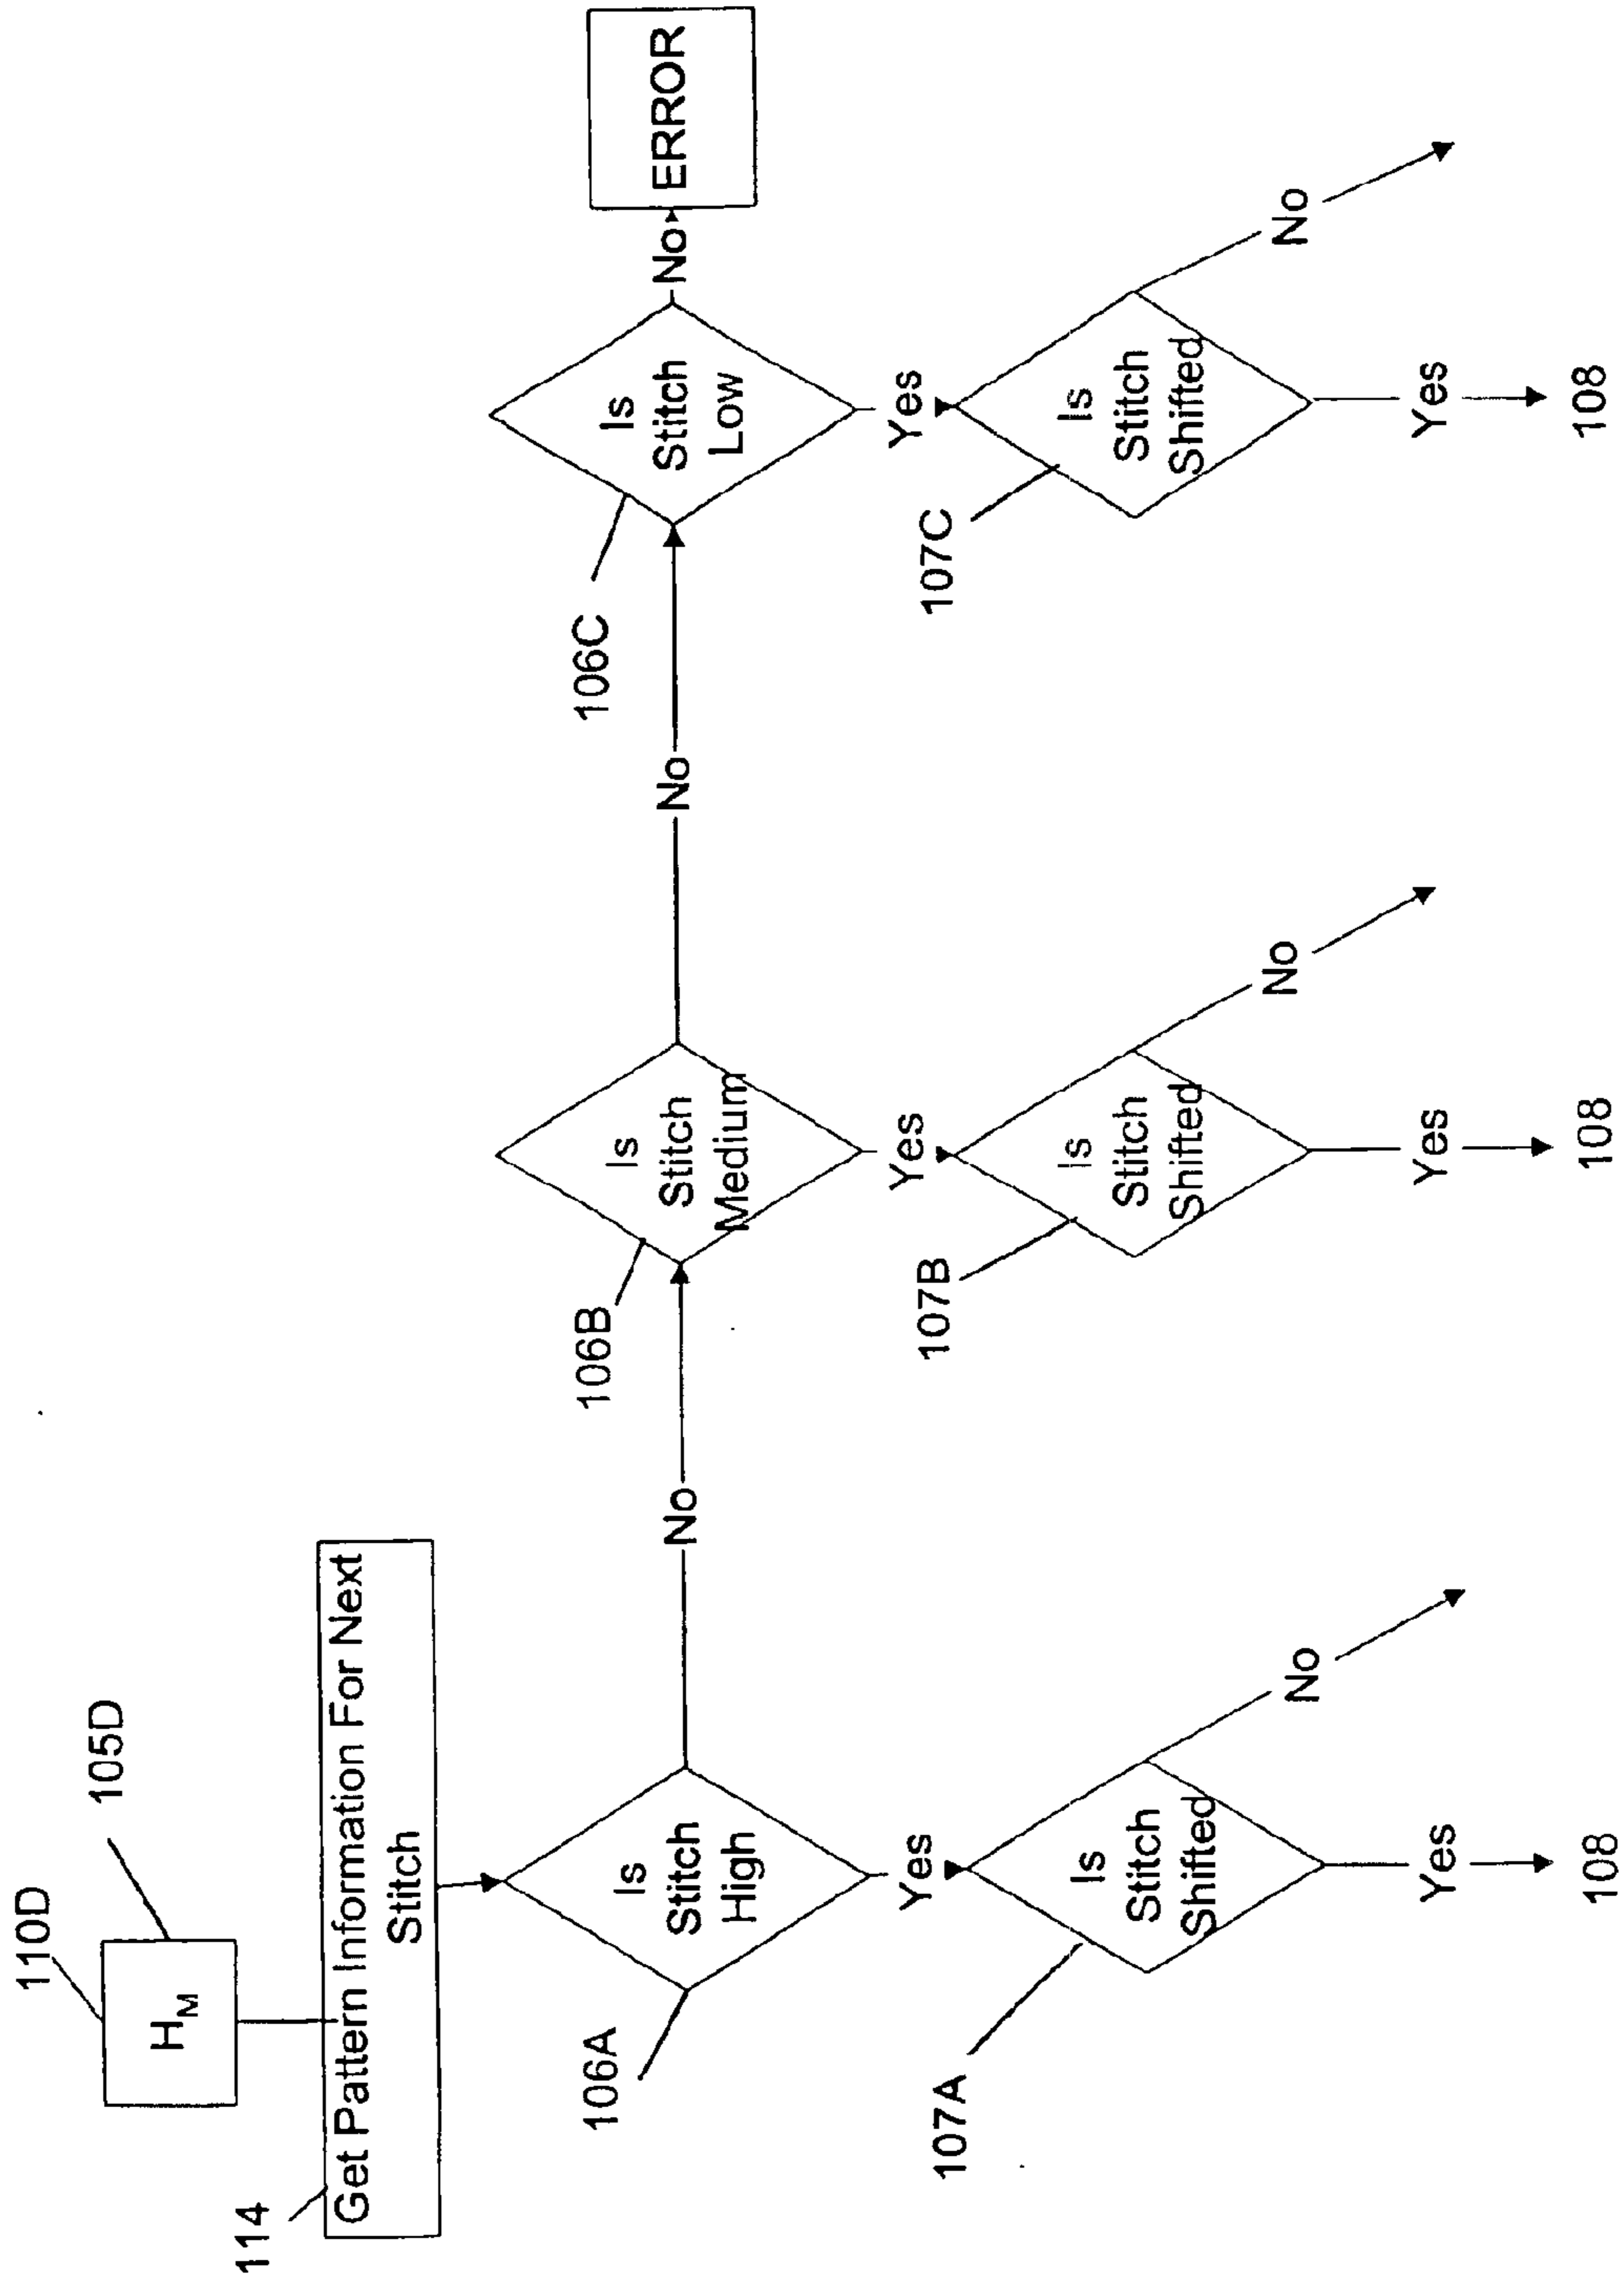 110D
105D
H_M
114
Get Pattern Information For Next
Stitch
106A
Is
Stitch
High
No
106B
Is
Stitch
Medium
No
106C
Is
Stitch
Low
No
ERROR
Yes
Yes
Yes
107A
Is
Stitch
Shifted
No
107B
Is
Stitch
Shifted
No
107C
Is
Stitch
Shifted
No
Yes
Yes
Yes
108
108
108